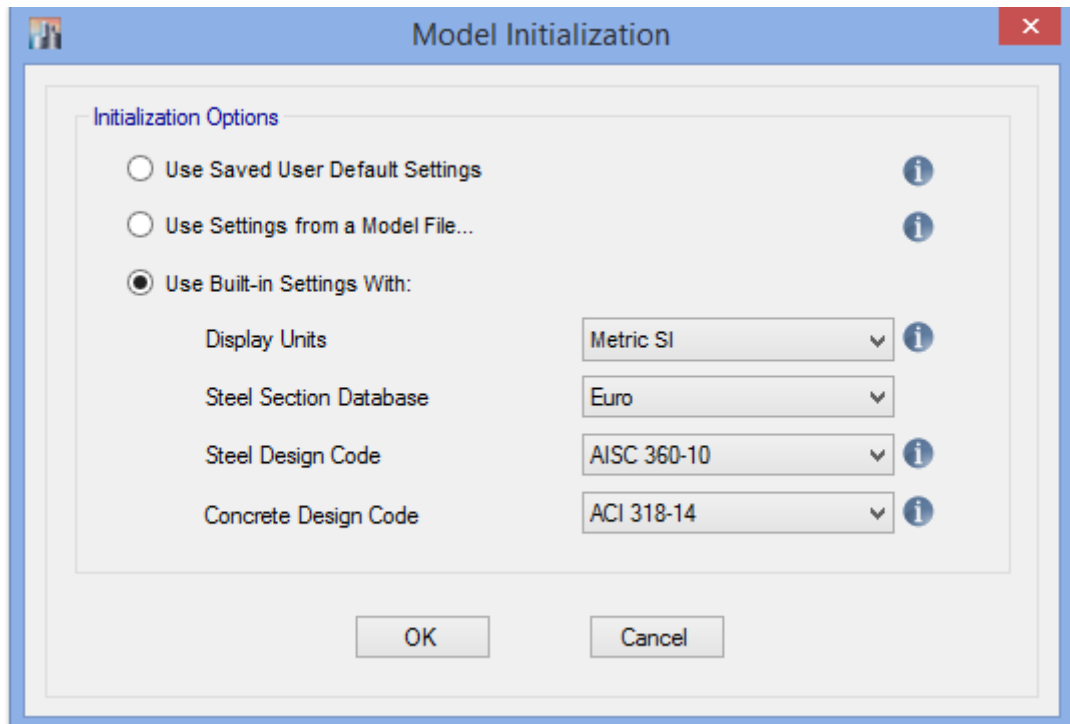 Model Initialization
Initialization Options
Use Saved User Default Settings
Use Settings from a Model File...
Use Built-in Settings With:
Display Units Metric SI
Steel Section Database Euro
Steel Design Code AISC 360-10
Concrete Design Code ACI 318-14
OK Cancel